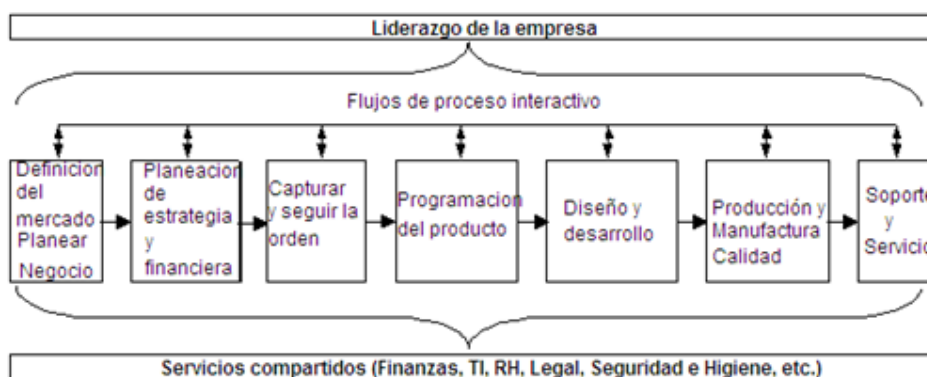 Liderazgo de la empresa
Flujos de proceso interactivo
Definicion
del
mercado
Planear
Negocio
Planeacion
de
estrategia
y
financiera
Capturar
y seguir la
orden
Programacion
del producto
Diseño y
desarrollo
Producción y
Manufactura
Calidad
Soporte
y
Servicio
Servicios compartidos (Finanzas, TI, RH, Legal, Seguridad e Higiene, etc.)